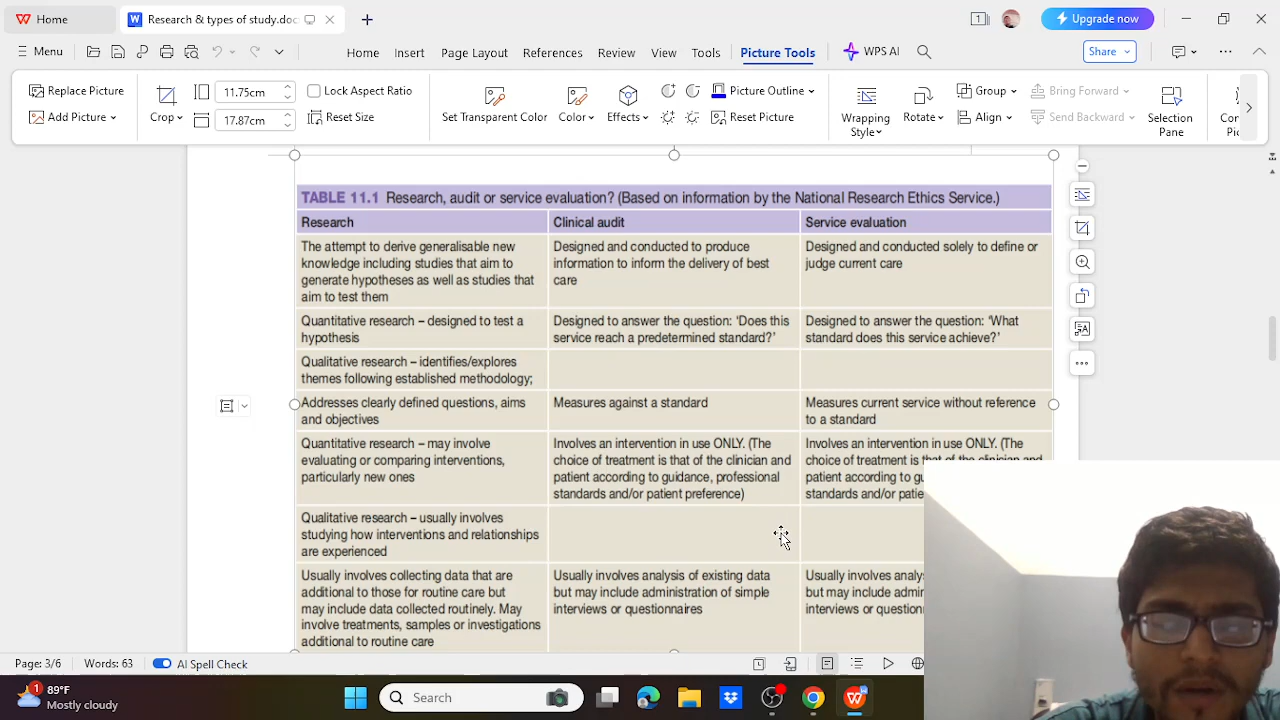 Home
Research & types of study.doc
Upgrade now
Menu
Home
Insert
Page Layout
References
Review
View
Tools
Picture Tools
WPS AI
Share
Replace Picture
Add Picture
Crop
11.75cm
17.87cm
Lock Aspect Ratio
Reset Size
Set Transparent Color
Color
Effects
Picture Outline
Reset Picture
Wrapping
Style
Rotate
Group
Align
Bring Forward
Send Backward
Selection
Pane
TABLE 11.1 Research, audit or service evaluation? (Based on information by the National Research Ethics Service.)
Research
Clinical audit
Service evaluation
The attempt to derive generalisable new
knowledge including studies that aim to
generate hypotheses as well as studies that
aim to test them
Designed and conducted to produce
information to inform the delivery of best
care
Designed and conducted solely to define or
judge current care
Quantitative research – designed to test a
hypothesis
Designed to answer the question: ‘Does this
service reach a predetermined standard?’
Designed to answer the question: ‘What
standard does this service achieve?’
Qualitative research – identifies/explores
themes following established methodology;
Addresses clearly defined questions, aims
and objectives
Measures against a standard
Measures current service without reference
to a standard
Quantitative research – may involve
evaluating or comparing interventions,
particularly new ones
Involves an intervention in use ONLY. (The
choice of treatment is that of the clinician and
patient according to guidance, professional
standards and/or patient preference)
Involves an intervention in use ONLY. (The
choice of treatment is that of the clinician and
patient according to
standards and/or
Qualitative research – usually involves
studying how interventions and relationships
are experienced
Usually involves collecting data that are
additional to those for routine care but
may include data collected routinely. May
involve treatments, samples or investigations
additional to routine care
Usually involves analysis of existing data
but may include administration of simple
interviews or questionnaires
Usually involves
but may include
interviews or
Page: 3/6
Words: 63
AI Spell Check
1
89°F
Mostly cloudy
Search